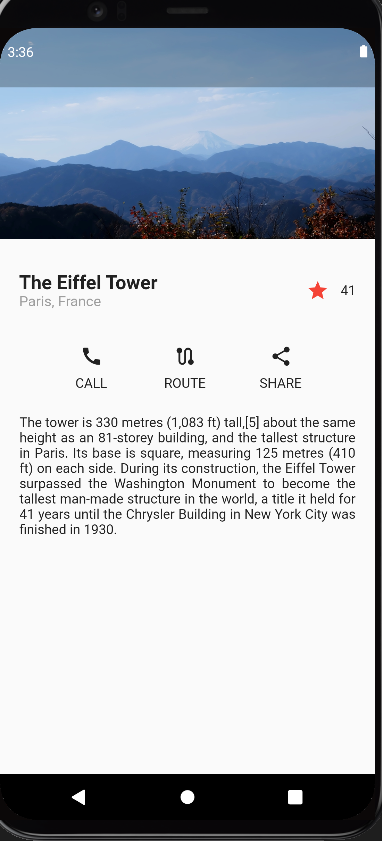 3:36
The Eiffel Tower
Paris, France
41
CALL
ROUTE
SHARE
The tower is 330 metres (1,083 ft) tall,[5] about the same
height as an 81-storey building, and the tallest structure
in Paris. Its base is square, measuring 125 metres (410
ft) on each side. During its construction, the Eiffel Tower
surpassed the Washington Monument to become the
tallest man-made structure in the world, a title it held for
41 years until the Chrysler Building in New York City was
finished in 1930.